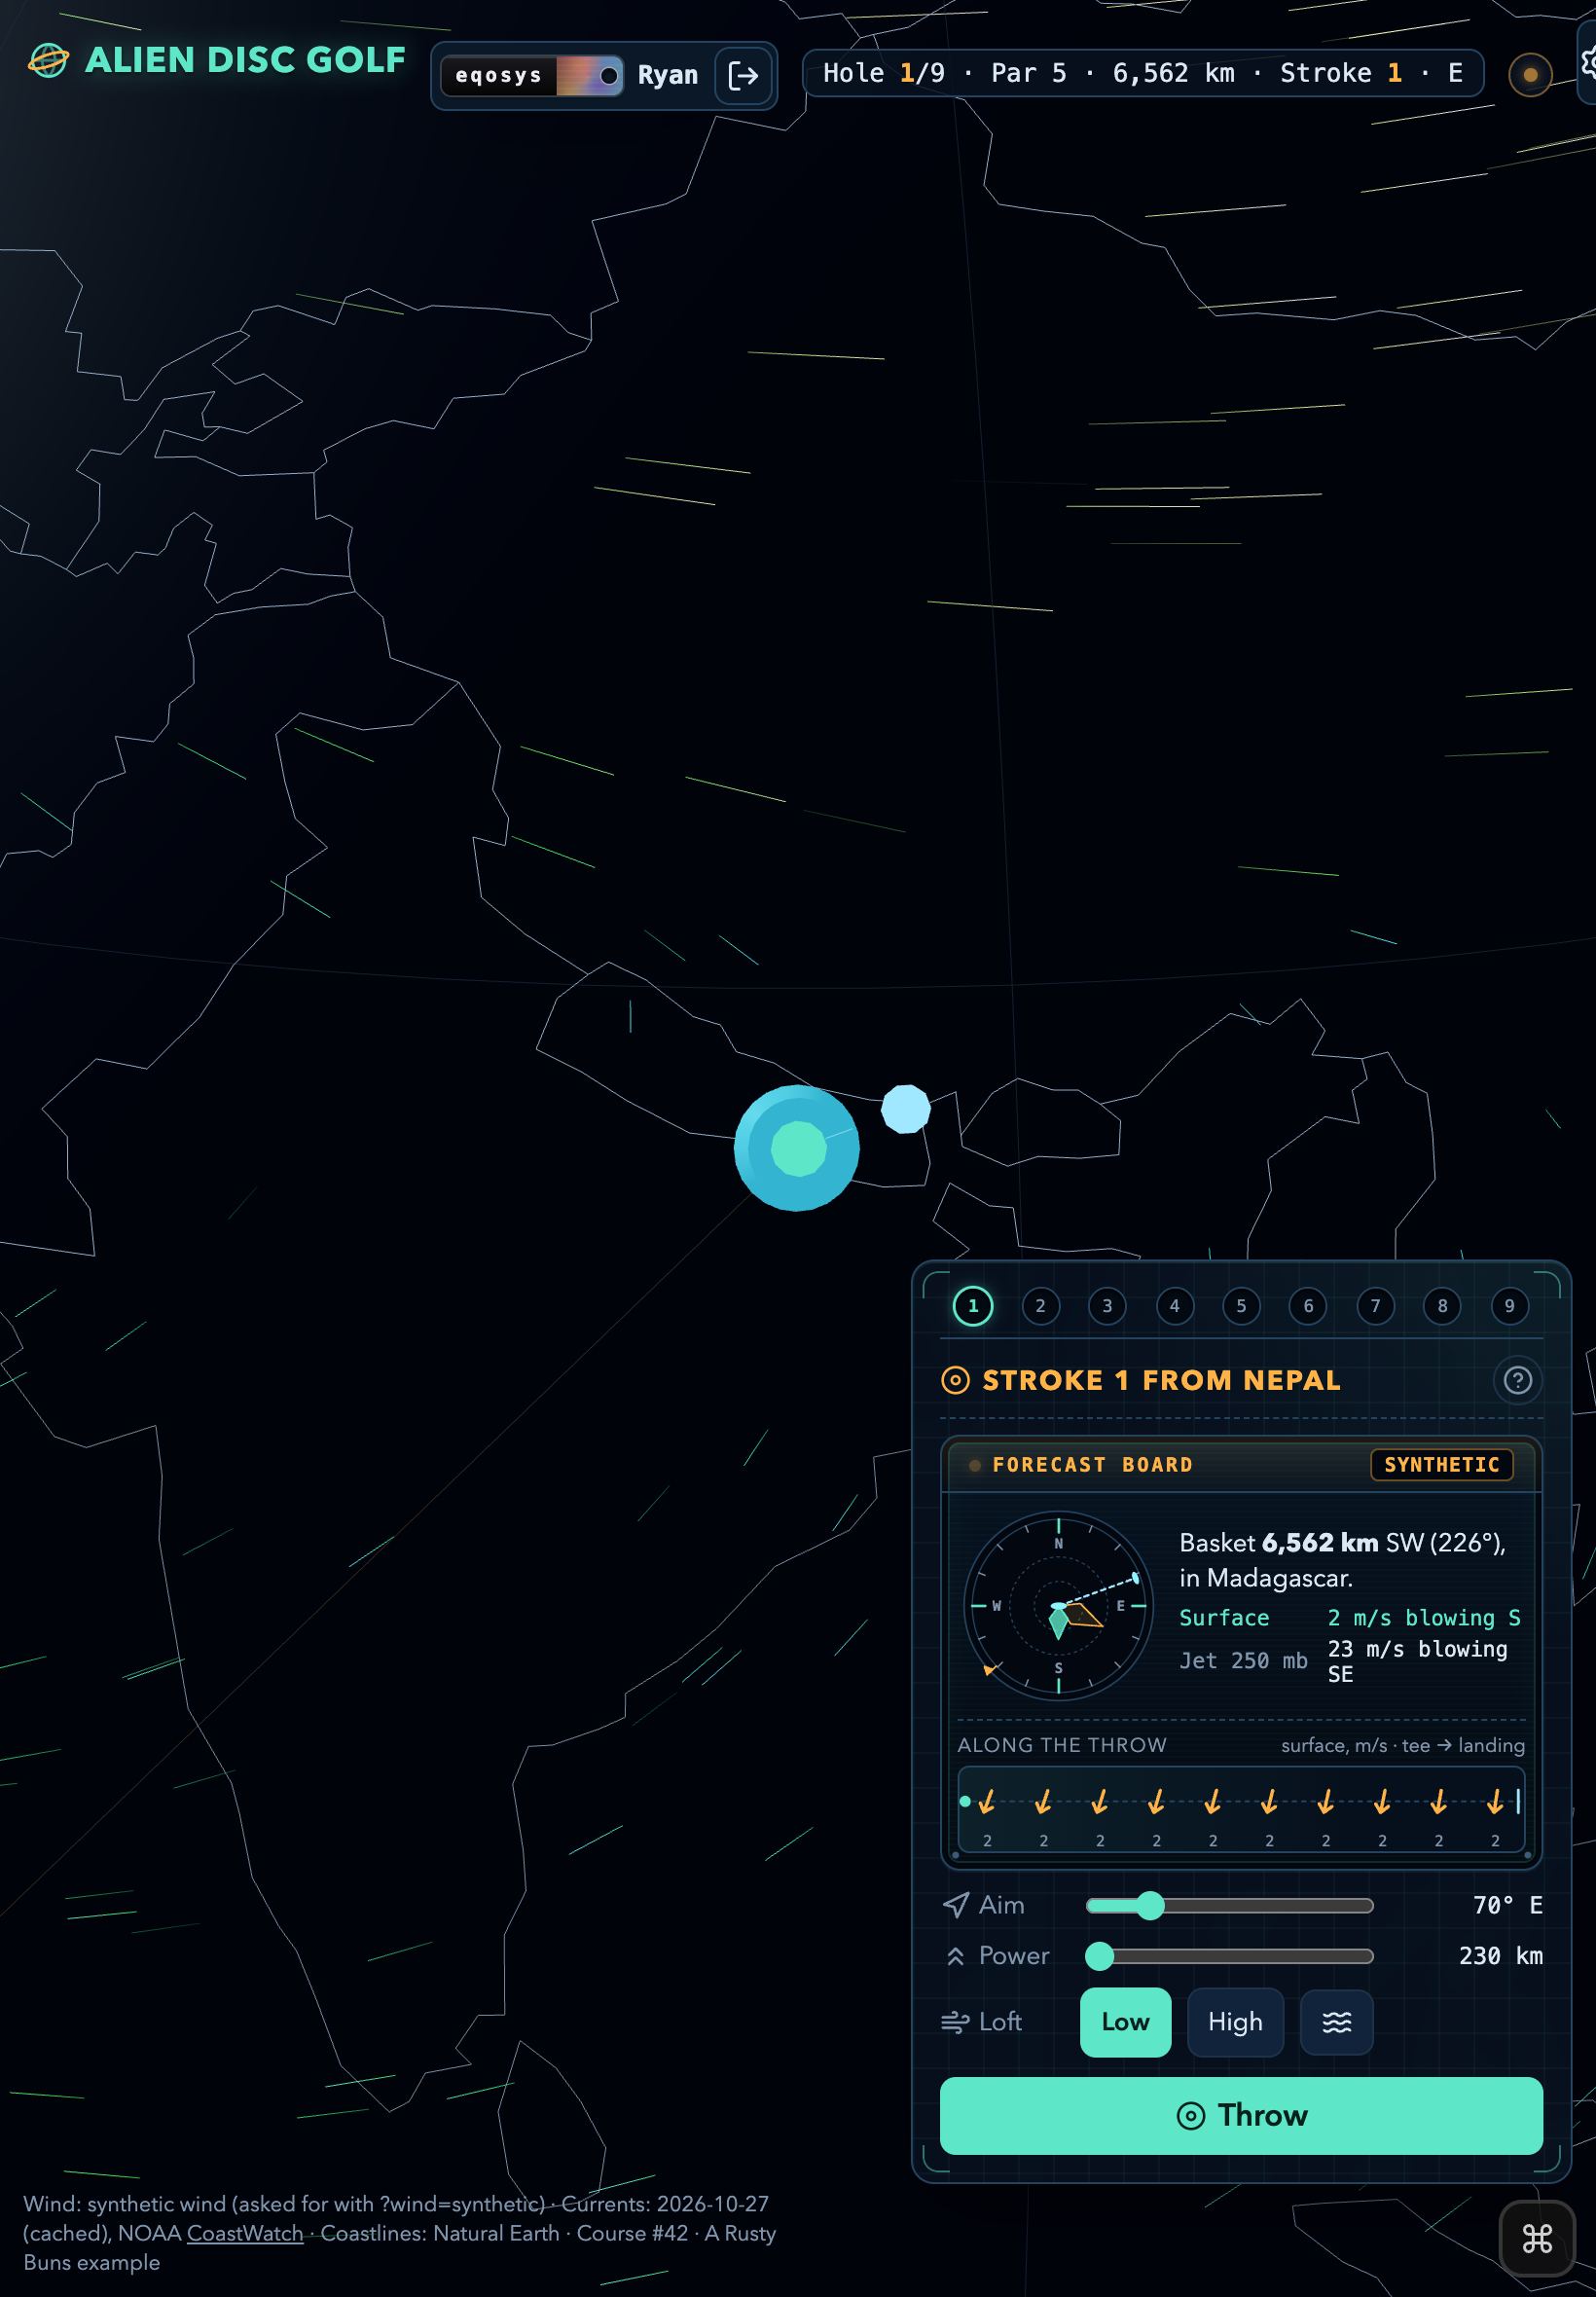 ALIEN DISC GOLF
eqosys Ryan
Hole 1/9 · Par 5 · 6,562 km · Stroke 1 · E
1 2 3 4 5 6 7 8 9
STROKE 1 FROM NEPAL
FORECAST BOARD SYNTHETIC
N
W E
S
Basket 6,562 km SW (226°),
in Madagascar.
Surface 2 m/s blowing S
Jet 250 mb 23 m/s blowing
SE
ALONG THE THROW surface, m/s · tee → landing
2 2 2 2 2 2 2 2 2 2
Aim 70° E
Power 230 km
Loft Low High
Throw
Wind: synthetic wind (asked for with ?wind=synthetic) · Currents: 2026-10-27
(cached), NOAA CoastWatch · Coastlines: Natural Earth · Course #42 · A Rusty
Buns example